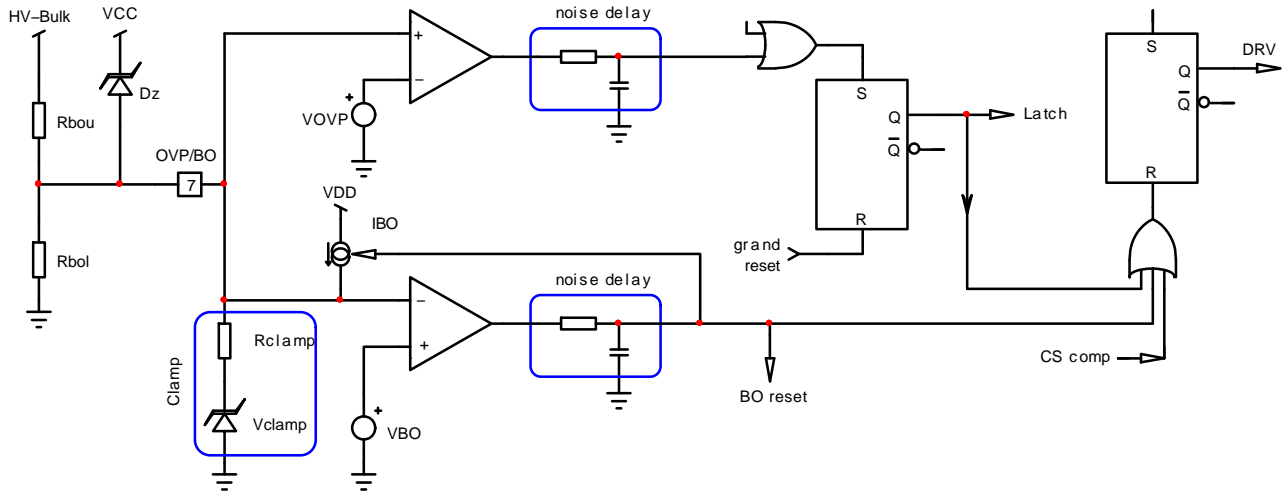 HV–Bulk
VCC
noise delay
Dz
Rbou
OVP/BO
7
+
−
+
VOVP
VDD
IBO
S
Q
Q
R
Latch
grand
reset
S
Q
Q
R
DRV
Rbol
noise delay
−
+
Clamp
Rclamp
Vclamp
+
VBO
BO reset
CS comp